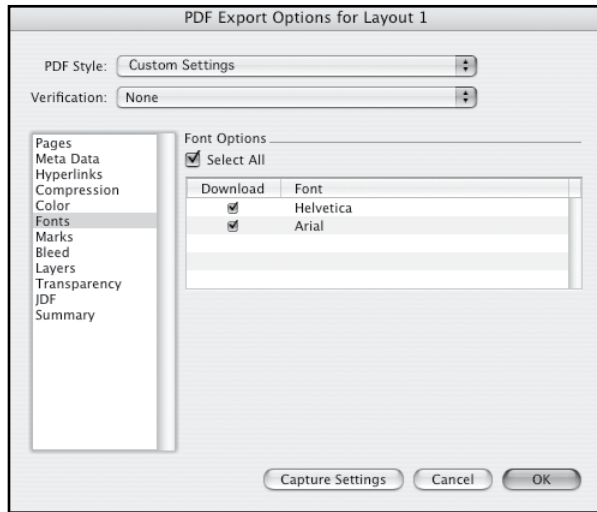 PDF Export Options for Layout 1
PDF Style: Custom Settings
Verification: None
Pages
Meta Data
Hyperlinks
Compression
Color
Fonts
Marks
Bleed
Layers
Transparency
JDF
Summary
Font Options
Select All
Download Font
Helvetica
Arial
Capture Settings Cancel OK